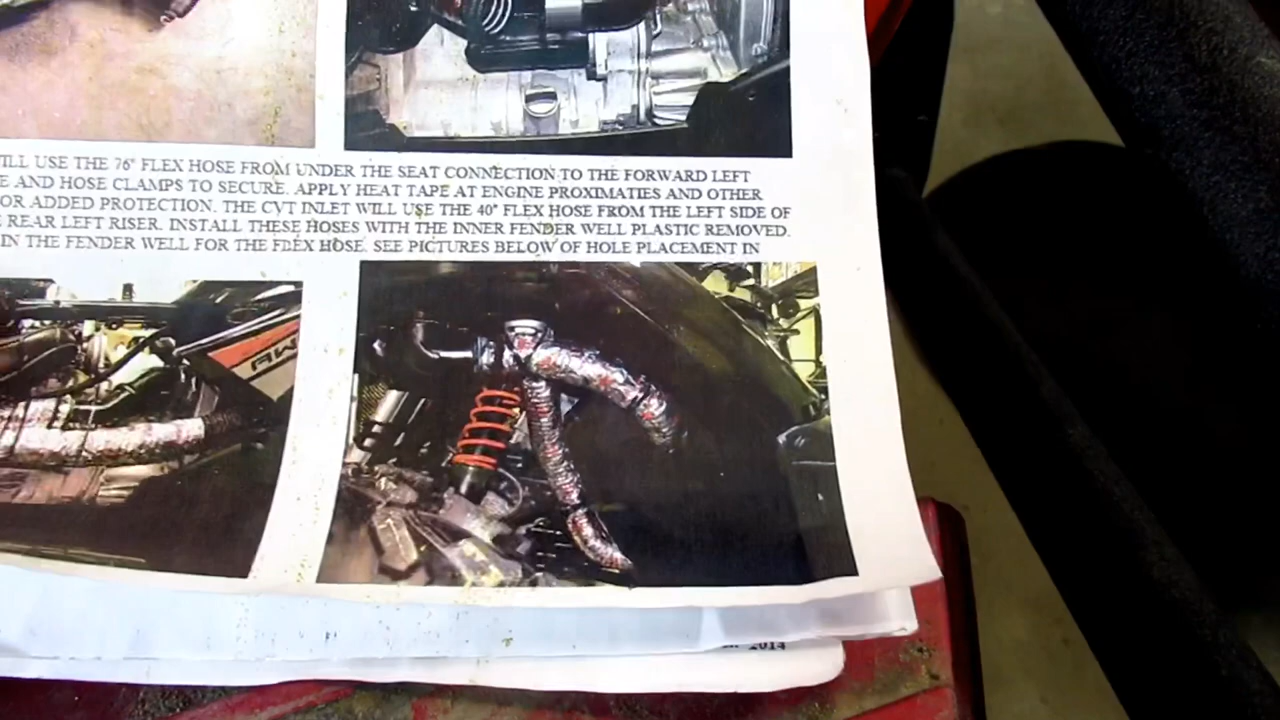 ILL USE THE 76" FLEX HOSE FROM UNDER THE SEAT CONNECTION TO THE FORWARD LEFT
E AND HOSE CLAMPS TO SECURE. APPLY HEAT TAPE AT ENGINE PROXIMATIES AND OTHER
OR ADDED PROTECTION. THE CVT INLET WILL USE THE 40" FLEX HOSE FROM THE LEFT SIDE OF
REAR LEFT RISER. INSTALL THESE HOSES WITH THE INNER FENDER WELL PLASTIC REMOVED.
IN THE FENDER WELL FOR THE FLEX HOSE. SEE PICTURES BELOW OF HOLE PLACEMENT IN
2014